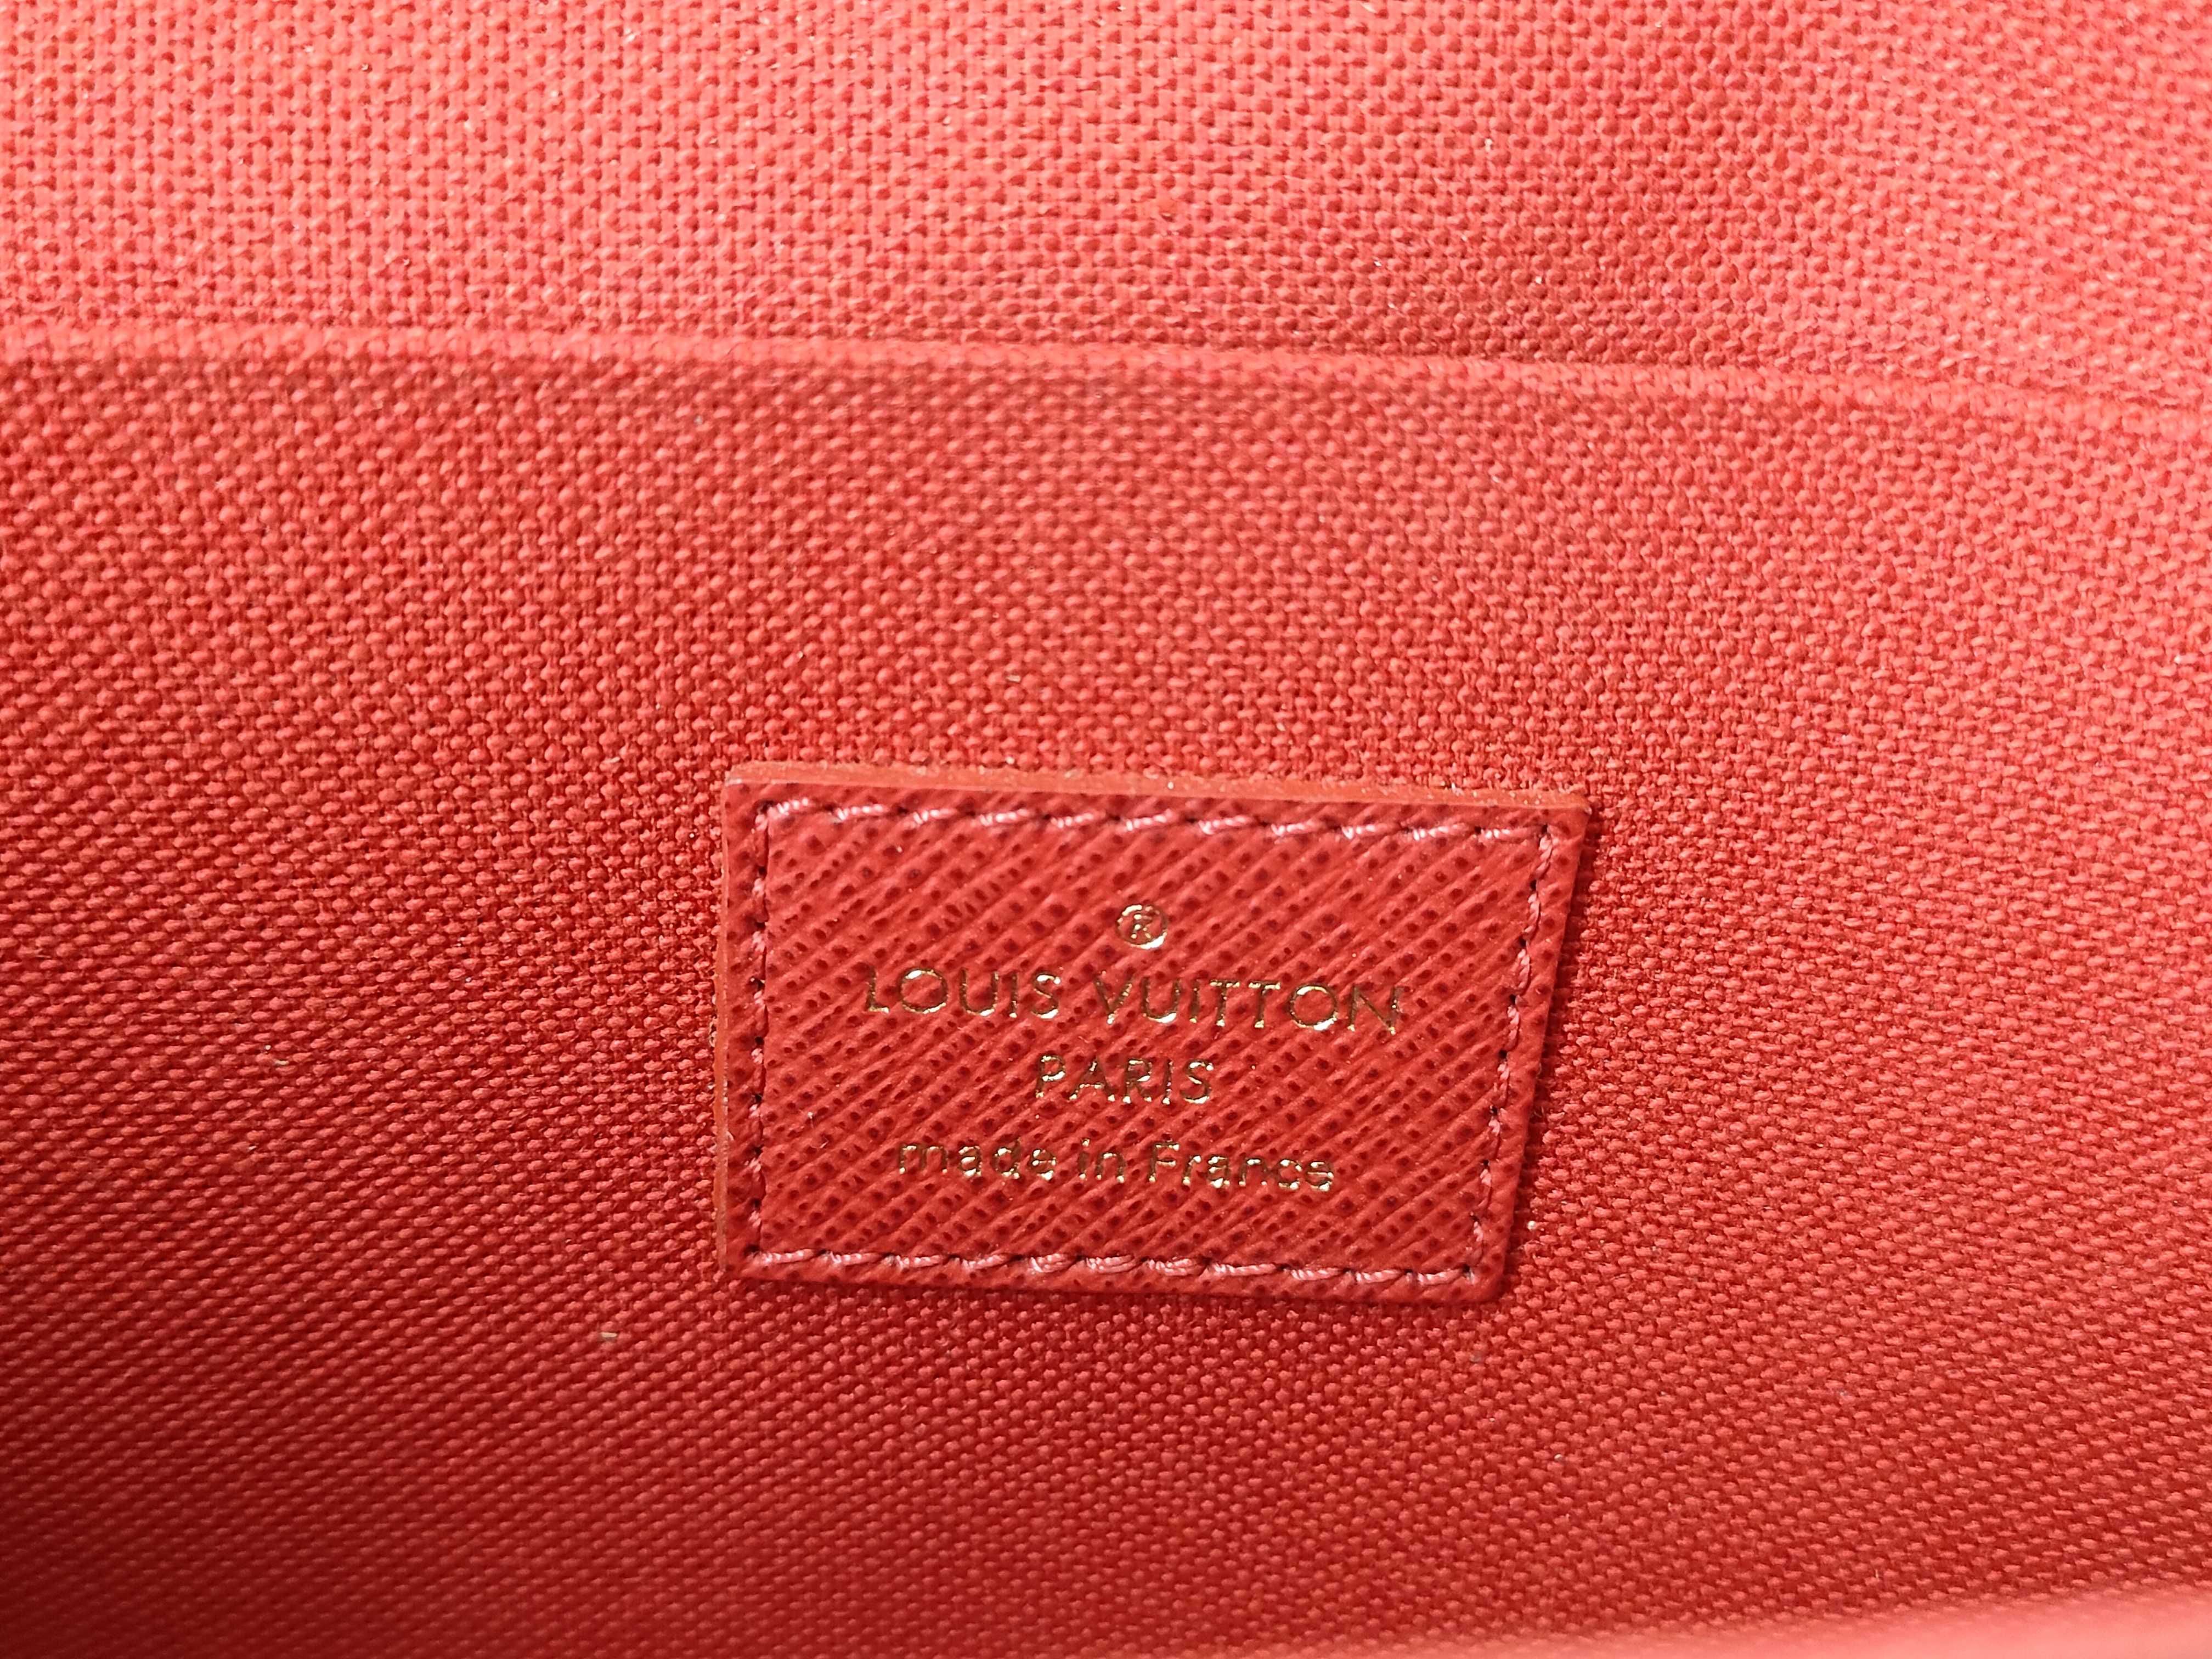 ®
LOUIS VUITTON
PARIS
made in France